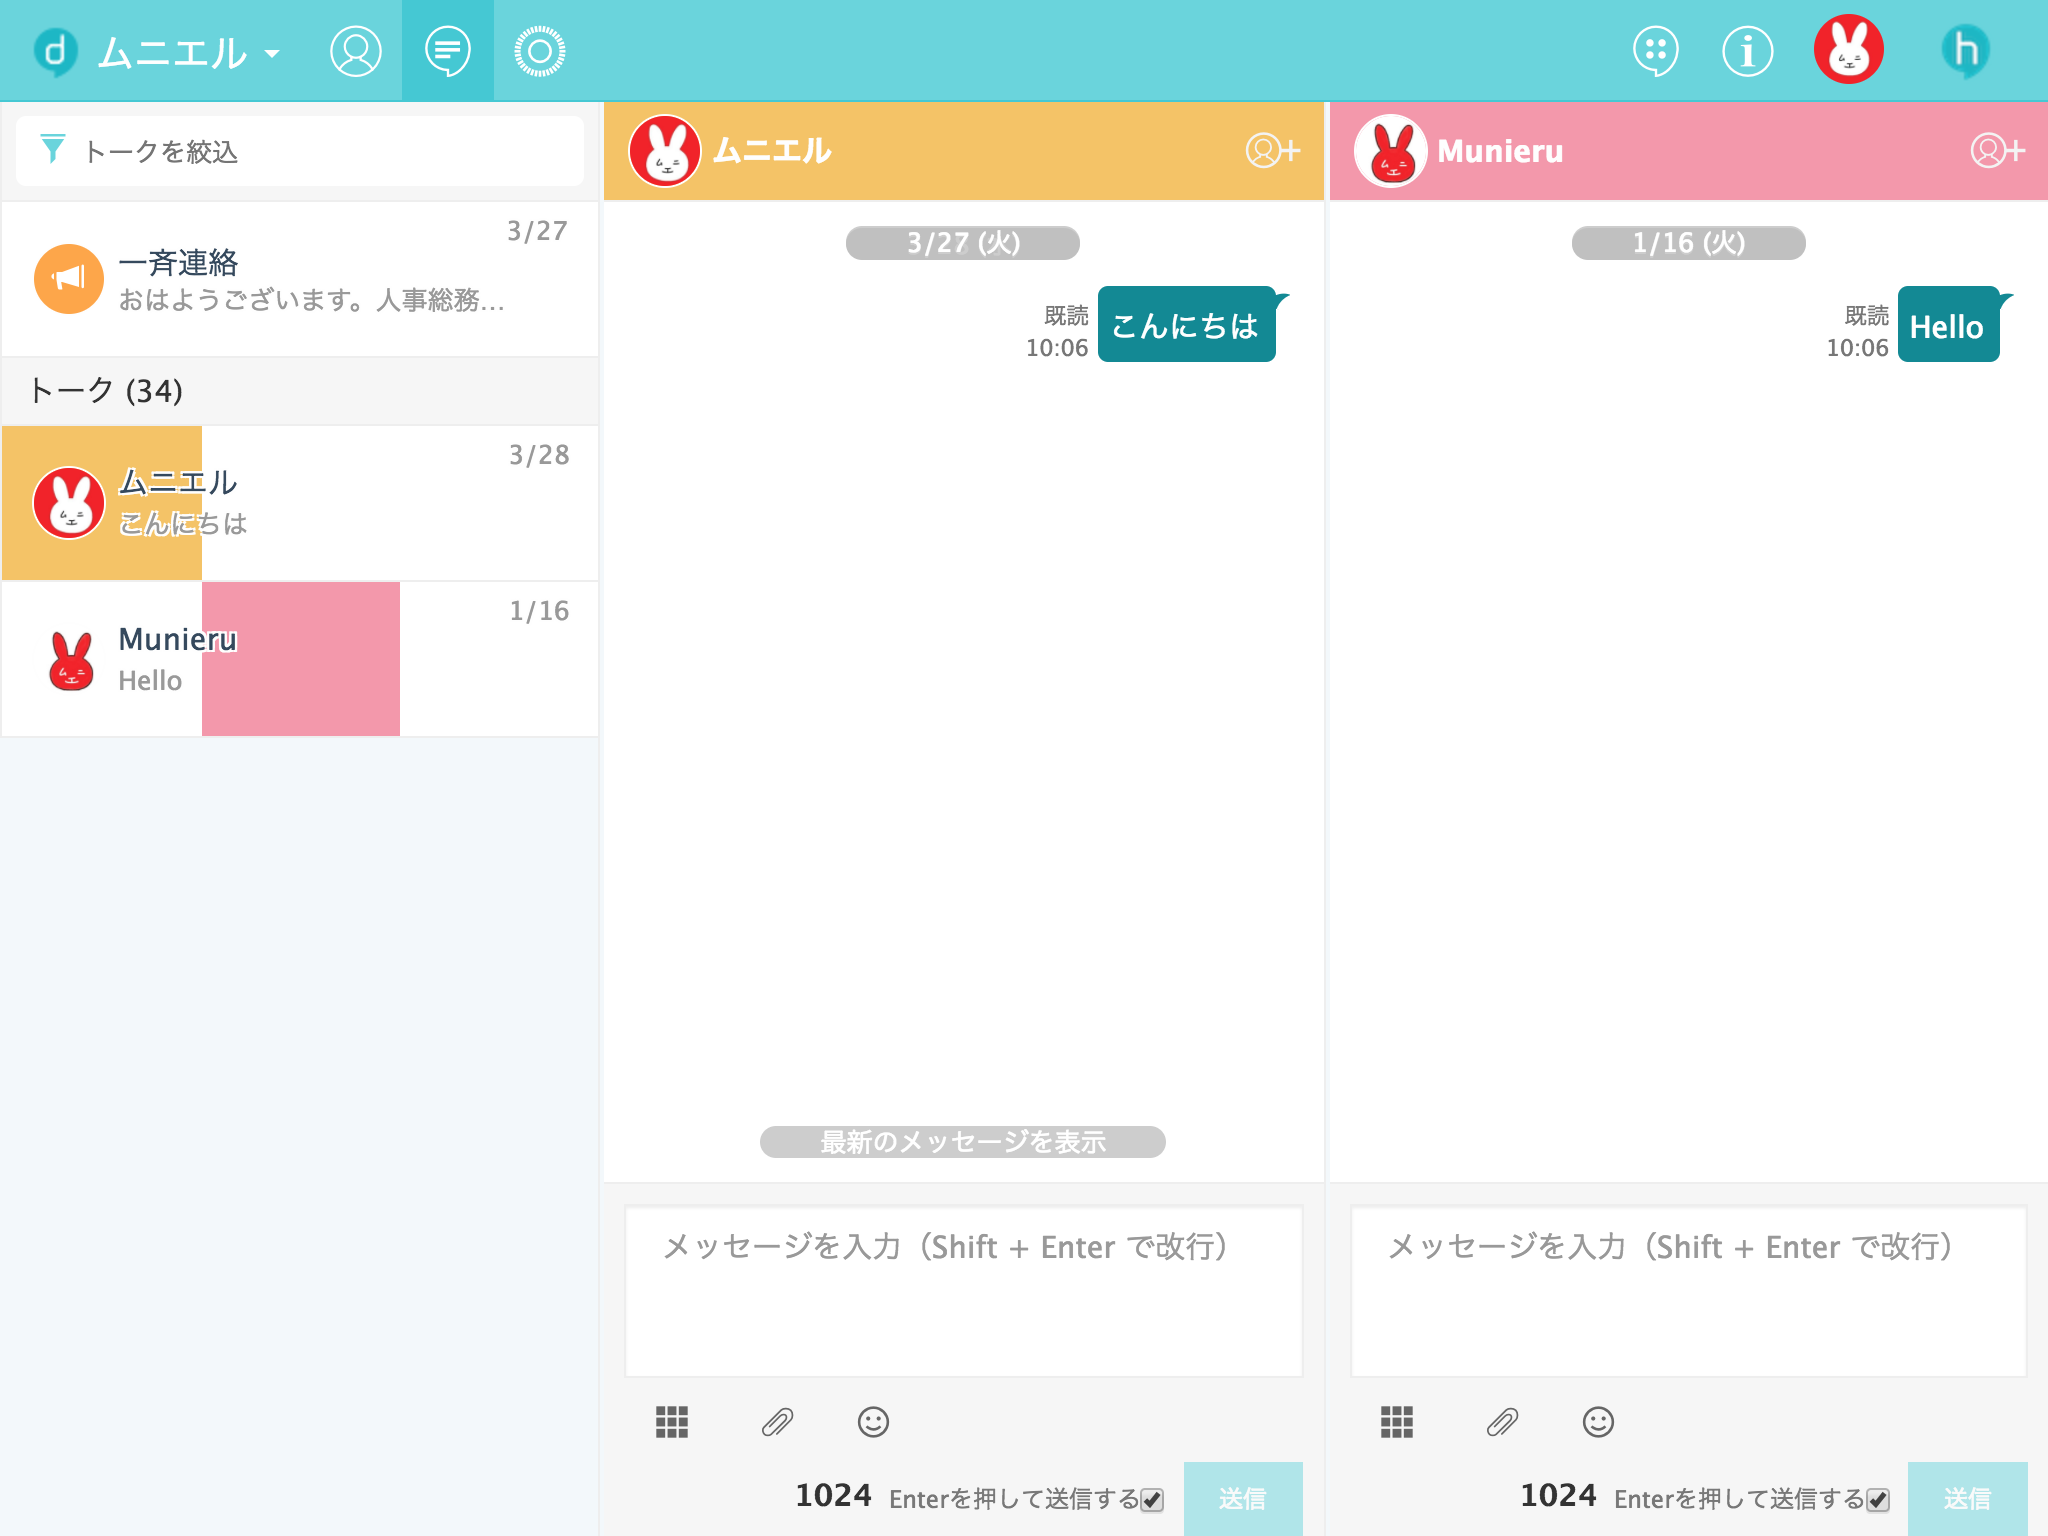 d ムニエル
h
トークを絞込
3/27
一斉連絡
おはようございます。人事総務…
トーク (34)
3/28
ムニエル
こんにちは
1/16
Munieru
Hello
ムニエル
3/27 (火)
既読
10:06
こんにちは
最新のメッセージを表示
メッセージを入力（Shift + Enter で改行）
1024 Enterを押して送信する
送信
Munieru
1/16 (火)
既読
10:06
Hello
メッセージを入力（Shift + Enter で改行）
1024 Enterを押して送信する
送信